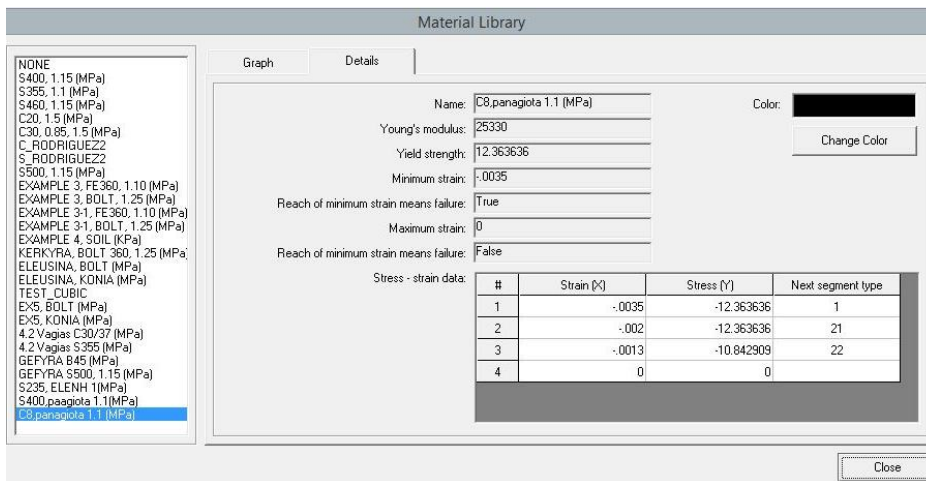 Material Library
NONE
S400, 1.15 (MPa)
S355, 1.1 (MPa)
S460, 1.15 (MPa)
C20, 1.5 (MPa)
C30, 0.85, 1.5 (MPa)
C_RODRIGUEZ2
S_RODRIGUEZ2
S500, 1.15 (MPa)
EXAMPLE 3, FE360, 1.10 (MPa)
EXAMPLE 3, BOLT, 1.25 (MPa)
EXAMPLE 3-1, FE360, 1.10 (MPa)
EXAMPLE 3-1, BOLT, 1.25 (MPa)
EXAMPLE 4, SOIL (KPa)
KERKYRA, BOLT 360, 1.25 (MPa)
ELEUSINA, BOLT (MPa)
ELEUSINA, KONIA (MPa)
TEST_CUBIC
EX5, BOLT (MPa)
EX5, KONIA (MPa)
4.2 Vagias C30/37 (MPa)
4.2 Vagias S355 (MPa)
GEFYRA B45 (MPa)
GEFYRA S500, 1.15 (MPa)
S235, ELENH 1(MPa)
S400,paagiota 1.1(MPa)
C8,panagiota 1.1 (MPa)
Graph Details
Name: C8,panagiota 1.1 (MPa) Color:
Young's modulus: 25330 Change Color
Yield strength: 12.363636
Minimum strain: -.0035
Reach of minimum strain means failure: True
Maximum strain: 0
Reach of minimum strain means failure: False
Stress - strain data:
# Strain (X) Stress (Y) Next segment type
1 -.0035 -12.363636 1
2 -.002 -12.363636 21
3 -.0013 -10.842909 22
4 0 0
Close